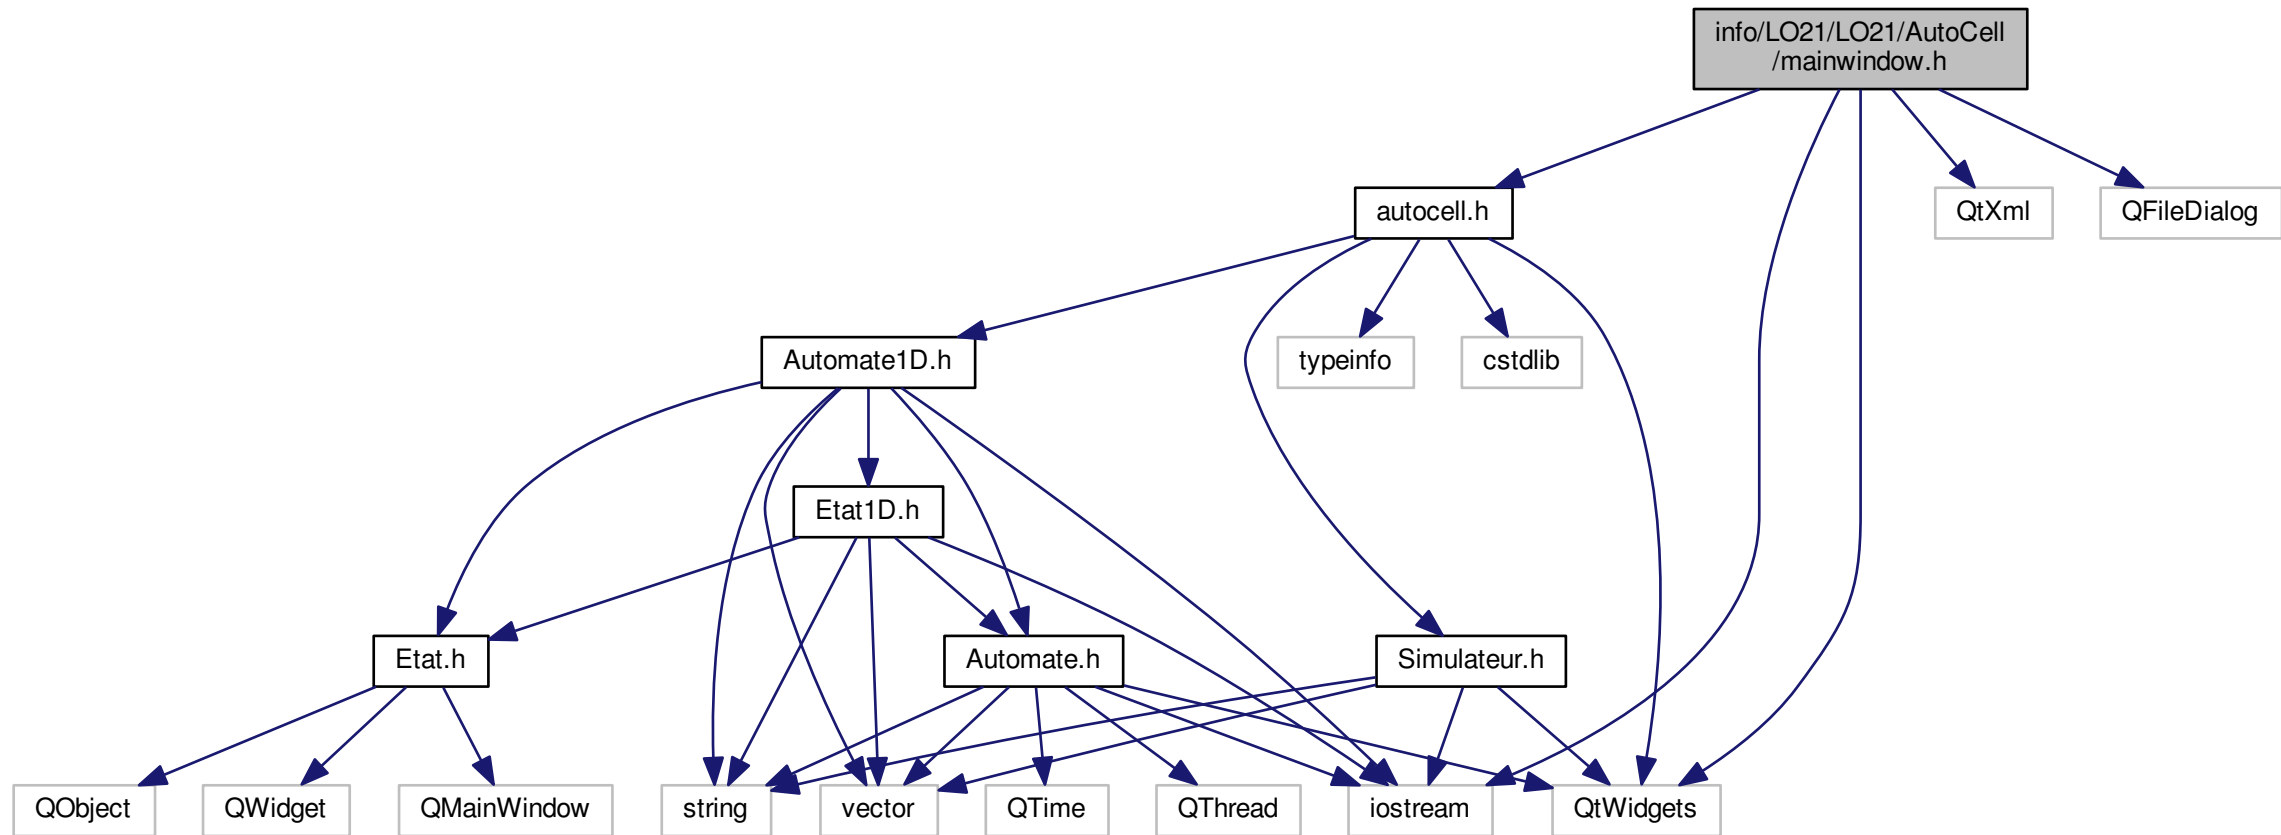 info/LO21/LO21/AutoCell
/mainwindow.h
autocell.h
QtXml
QFileDialog
Automate1D.h
typeinfo
cstdlib
Etat1D.h
Etat.h
Automate.h
Simulateur.h
QObject
QWidget
QMainWindow
string
vector
QTime
QThread
iostream
QtWidgets